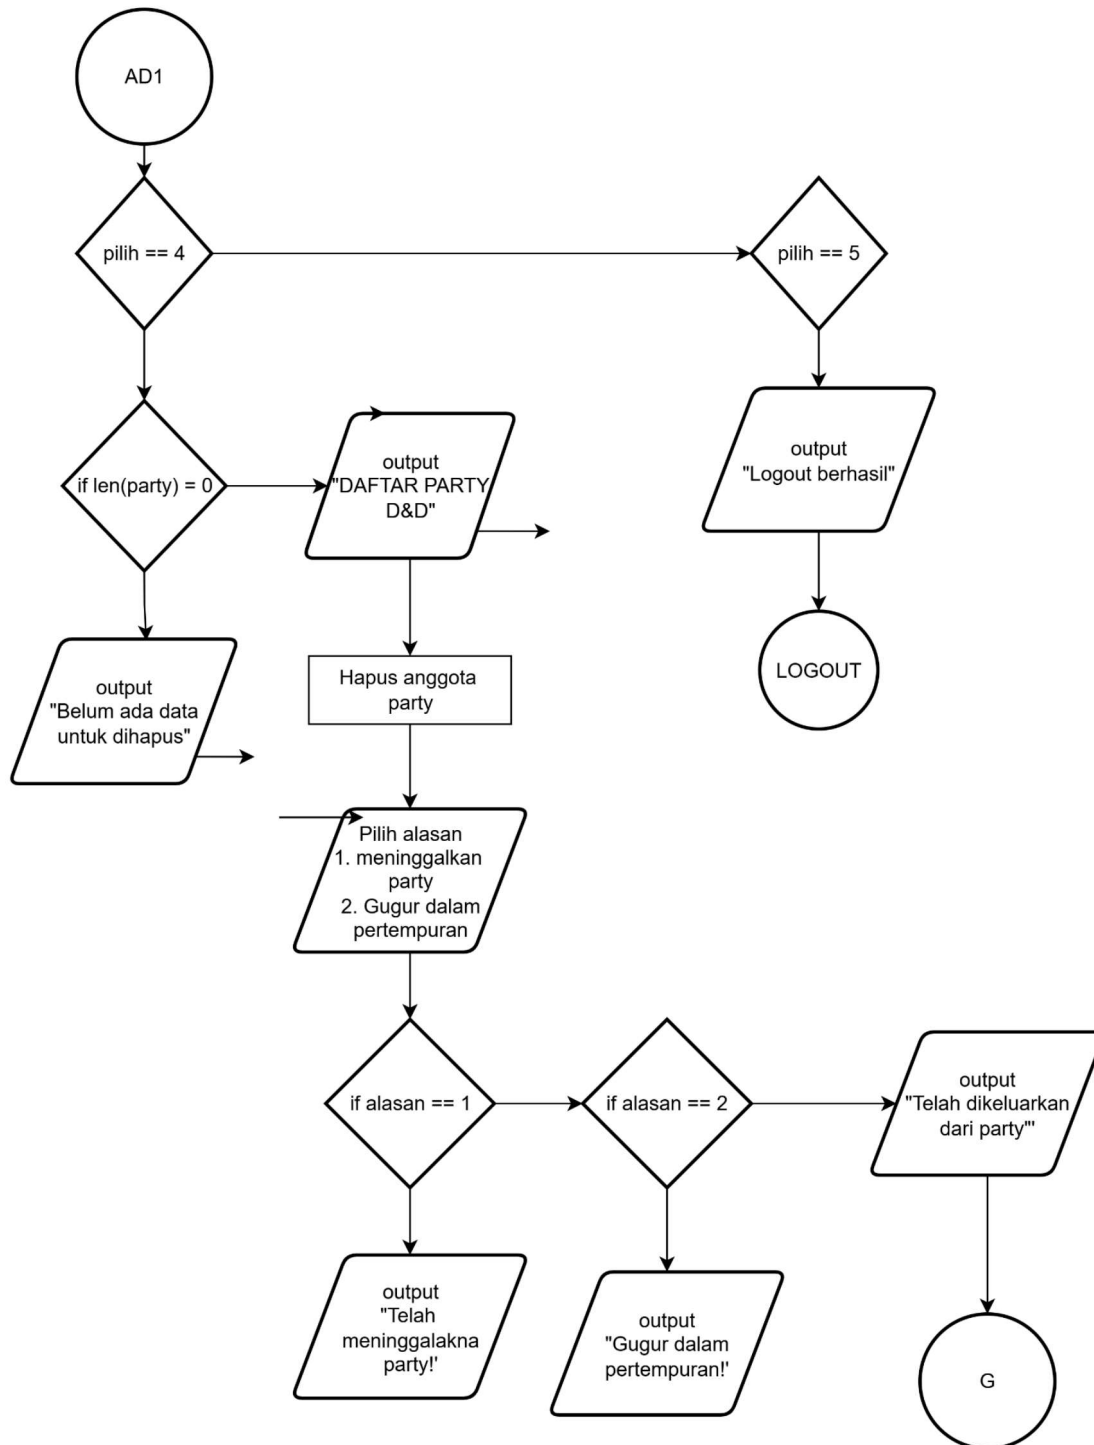 AD1
pilih == 4
pilih == 5
if len(party) = 0
output
"DAFTAR PARTY
D&D"
output
"Logout berhasil"
output
"Belum ada data
untuk dihapus"
Hapus anggota
party
LOGOUT
Pilih alasan
1. meninggalkan
party
2. Gugur dalam
pertempuran
if alasan == 1
if alasan == 2
output
"Telah dikeluarkan
dari party"'
output
"Telah
meninggalakna
party!'
output
"Gugur dalam
pertempuran!'
G